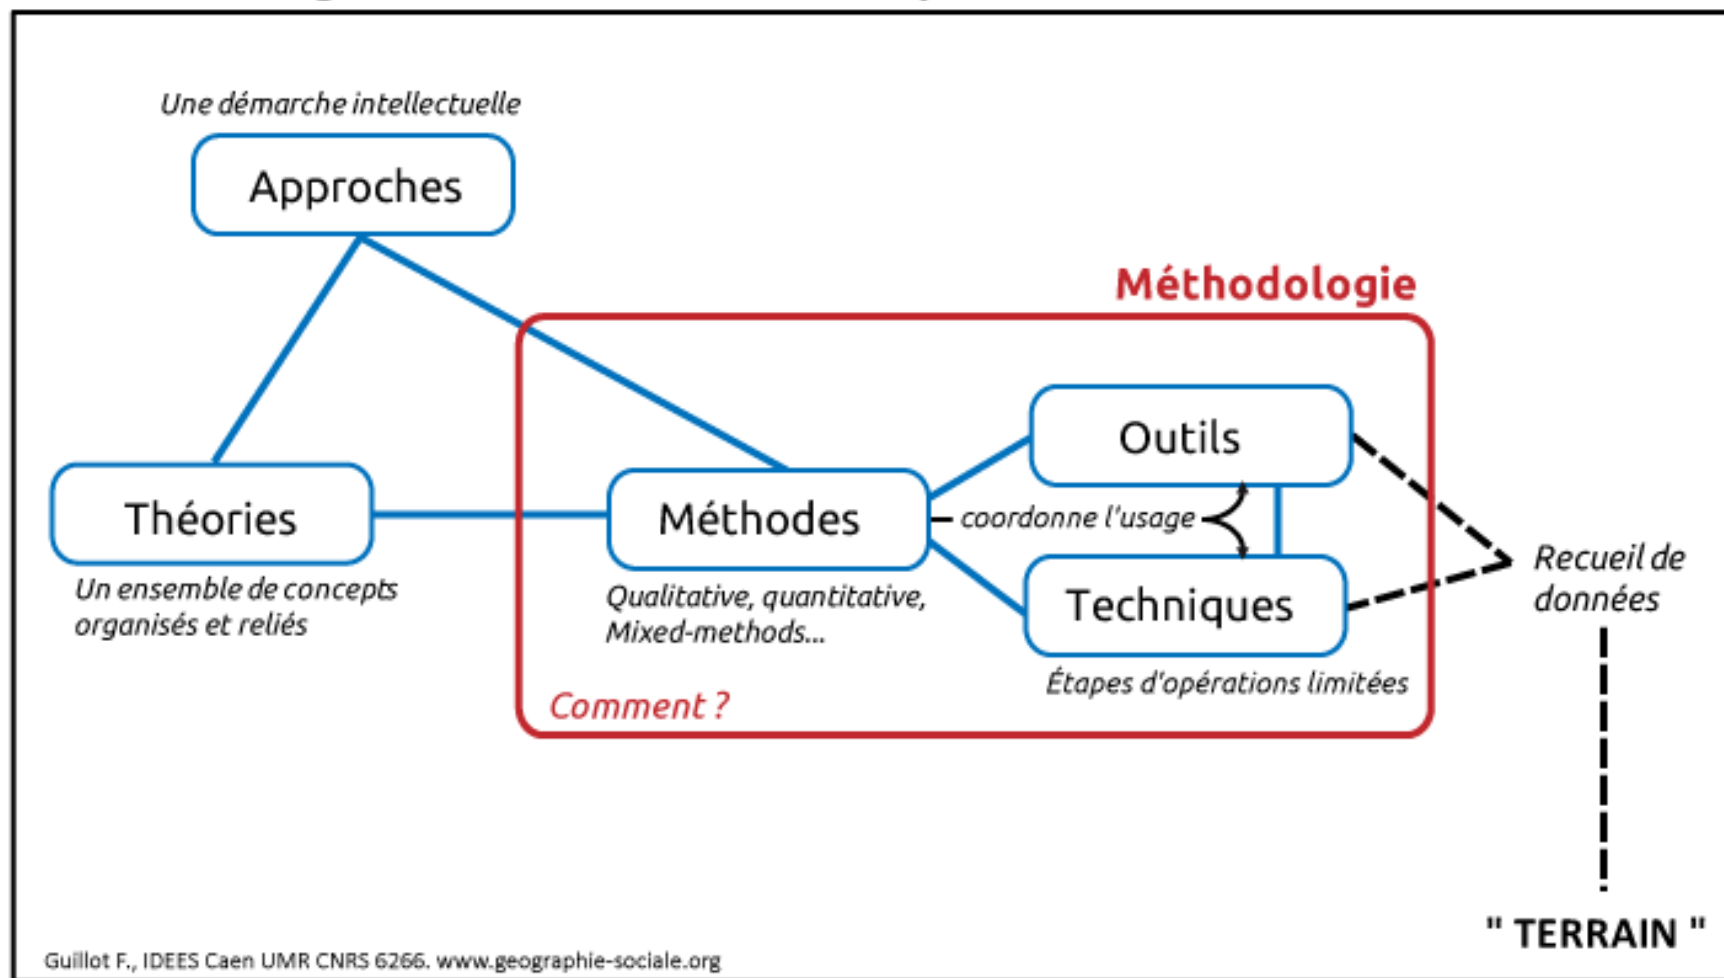 Une démarche intellectuelle
Approches
Méthodologie
Outils
Théories
Méthodes
coordonne l'usage
Recueil de
données
Un ensemble de concepts
organisés et reliés
Qualitative, quantitative,
Mixed-methods...
Techniques
Étapes d'opérations limitées
Comment ?
" TERRAIN "
Guillot F., IDEES Caen UMR CNRS 6266. www.geographie-sociale.org